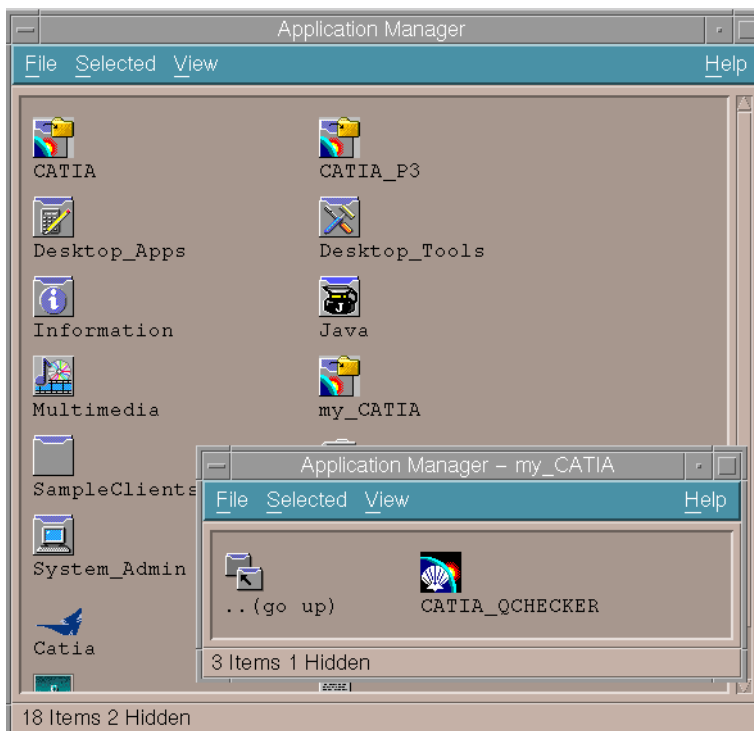 Application Manager
File Selected View Help
CATIA CATIA_P3
Desktop_Apps Desktop_Tools
Information Java
Multimedia my_CATIA
SampleClients
System_Admin
Catia
18 Items 2 Hidden
Application Manager – my_CATIA
File Selected View Help
..(go up) CATIA_QCHECKER
3 Items 1 Hidden